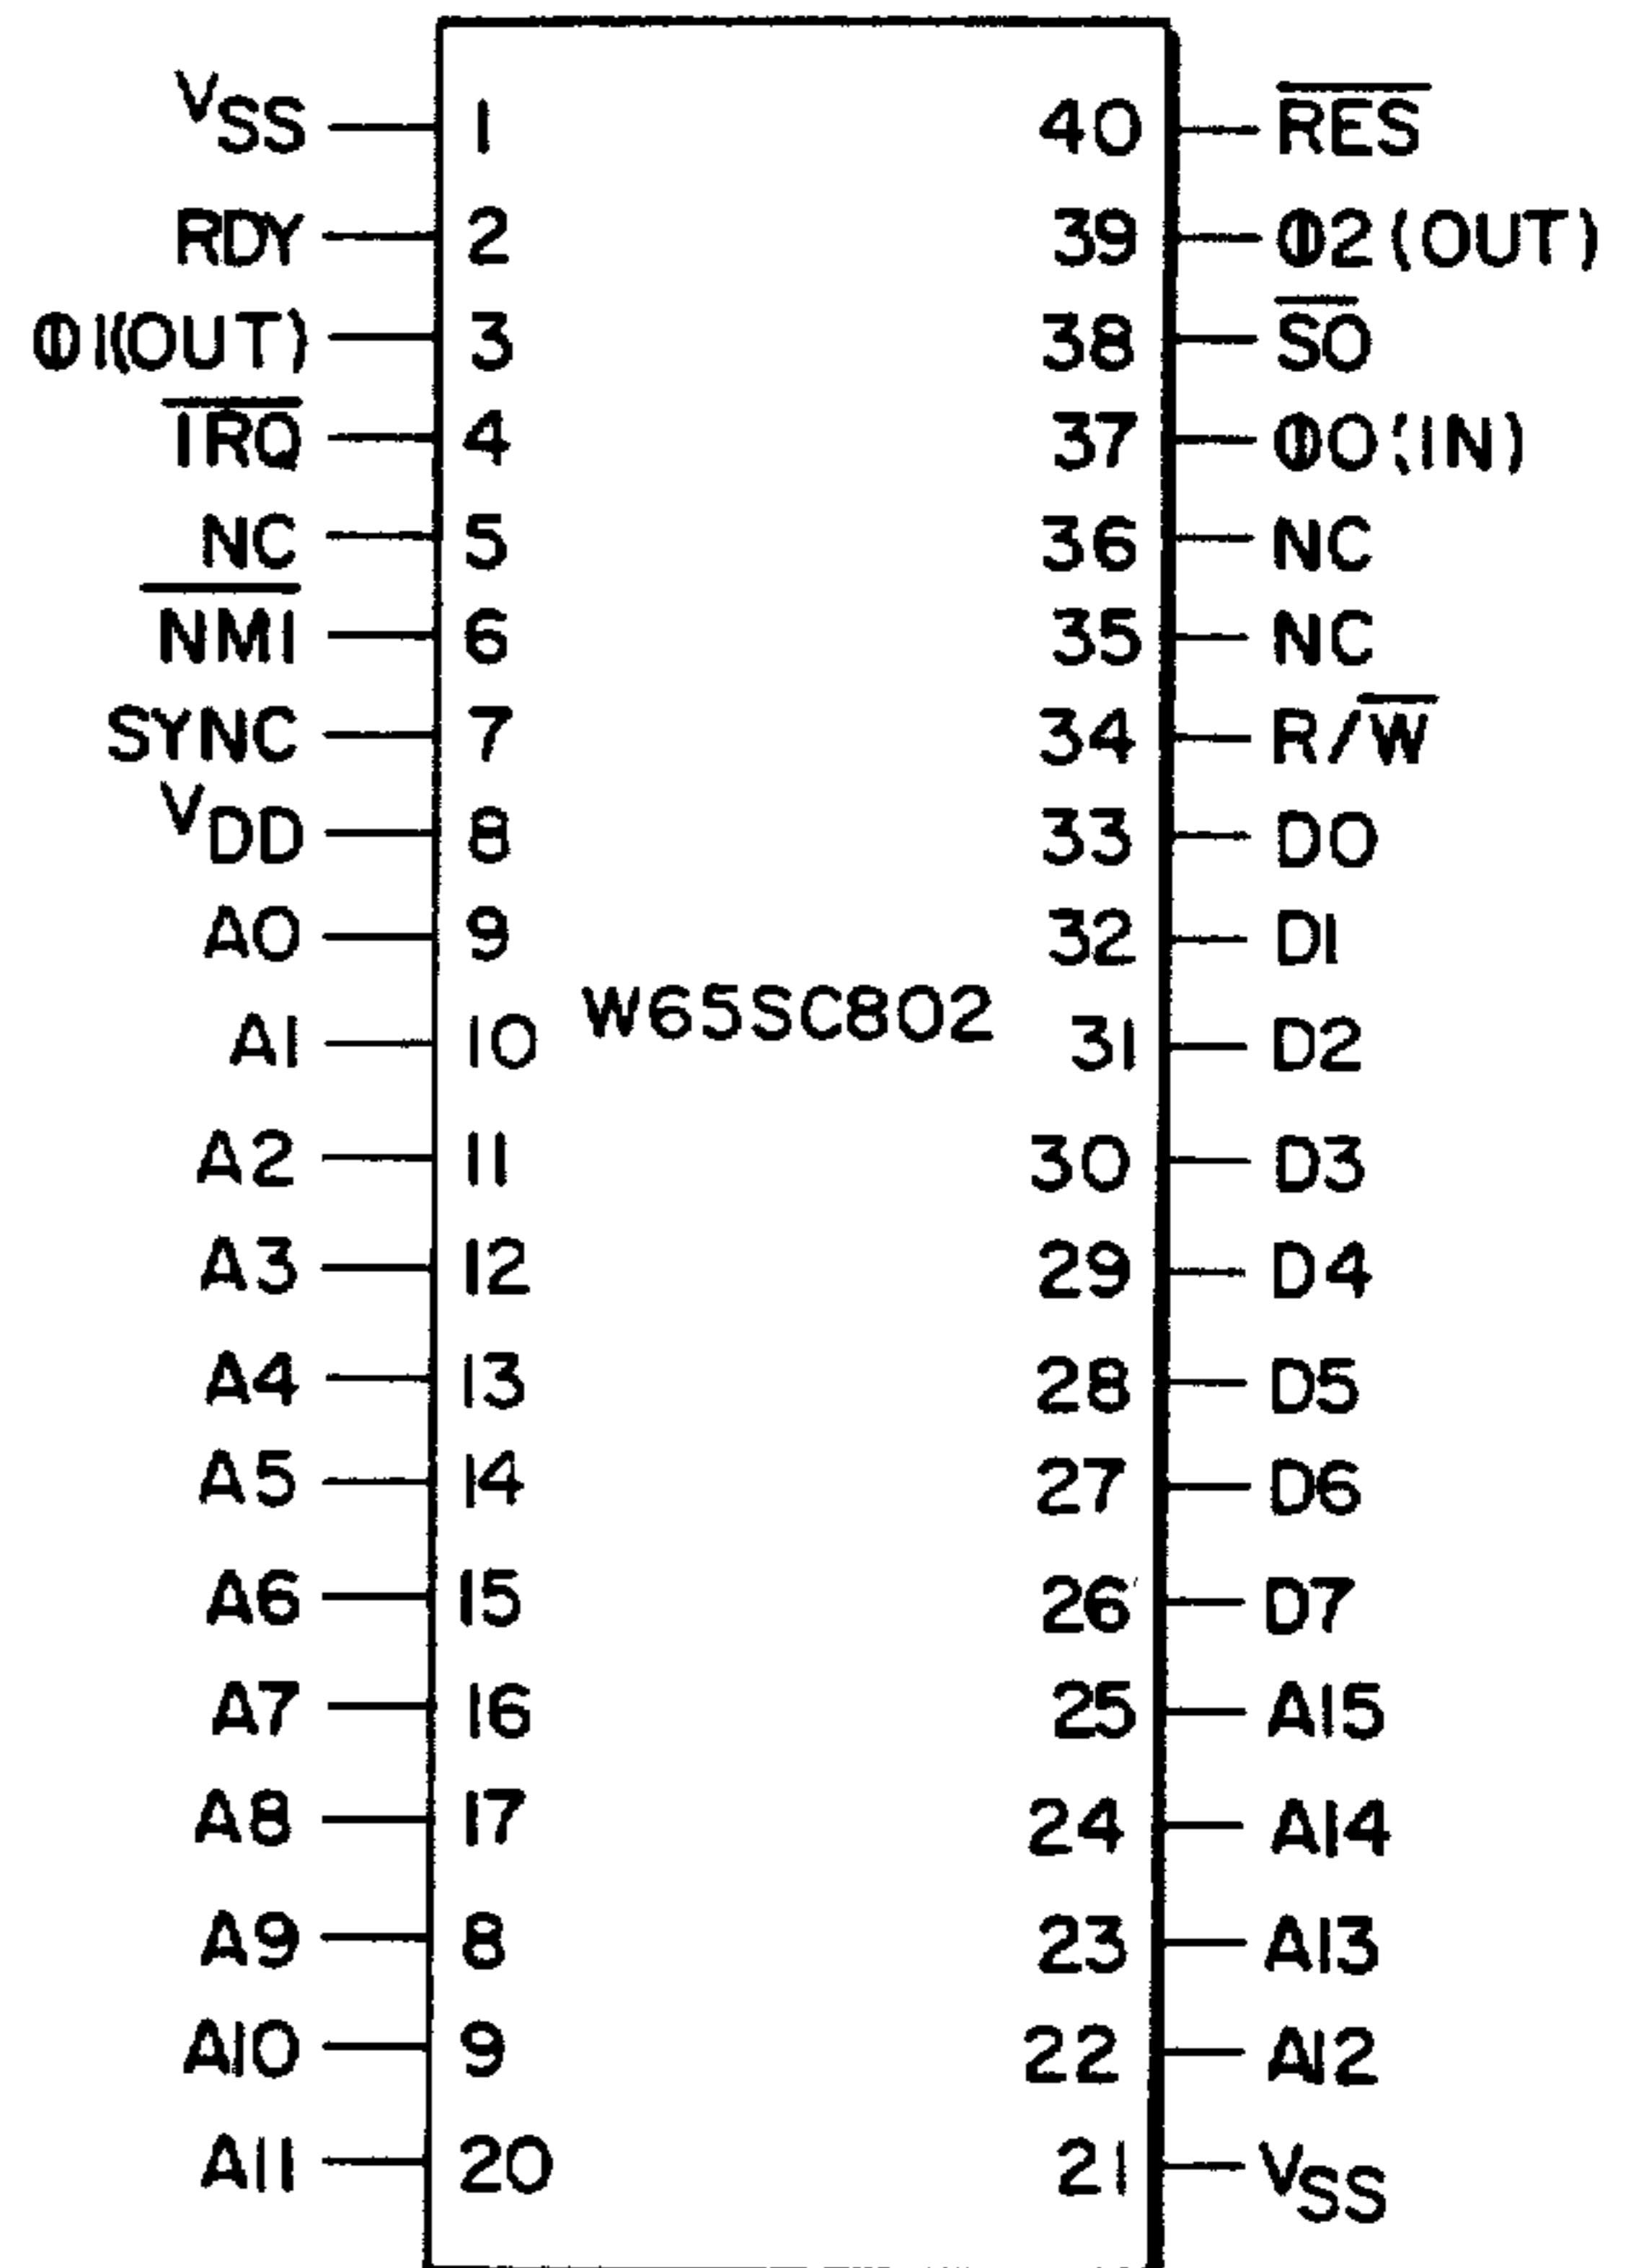 VSS 1 40 R̅E̅S̅
RDY 2 39 Φ2(OUT)
Φ1(OUT) 3 38 S̅O̅
I̅R̅Q̅ 4 37 Φ0(IN)
NC 5 36 NC
N̅M̅I̅ 6 35 NC
SYNC 7 34 R/W̅
VDD 8 33 D0
A0 9 32 D1
W65SC802
A1 10 31 D2
A2 11 30 D3
A3 12 29 D4
A4 13 28 D5
A5 14 27 D6
A6 15 26 D7
A7 16 25 A15
A8 17 24 A14
A9 8 23 A13
A10 9 22 A12
A11 20 21 VSS